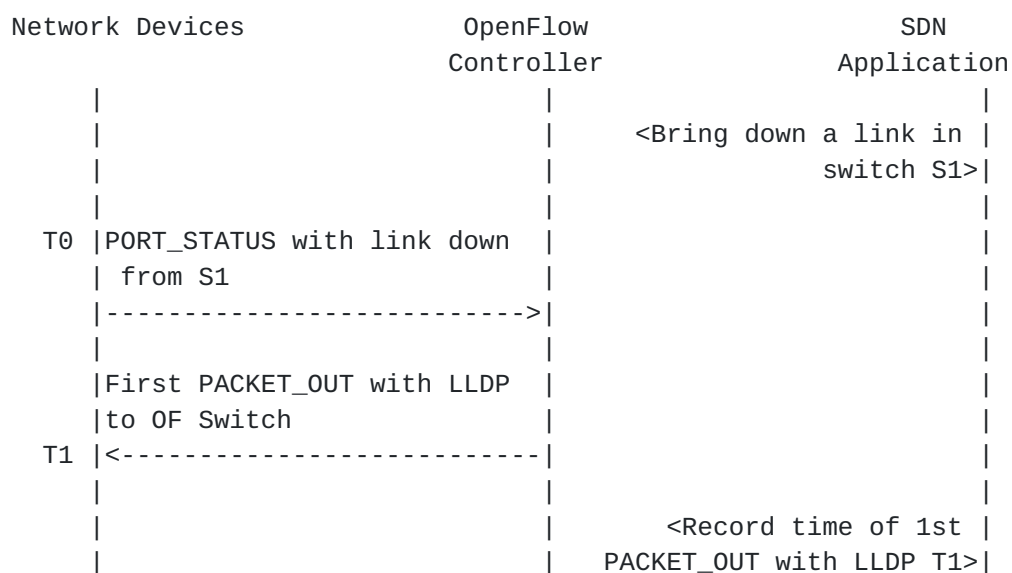 Network Devices              OpenFlow                    SDN
                            Controller               Application
     |                            |                            |
     |                            |     <Bring down a link in |
     |                            |                 switch S1>|
     |                            |                            |
  T0 |PORT_STATUS with link down  |                            |
     | from S1                    |                            |
     |--------------------------->|                            |
     |                            |                            |
     |First PACKET_OUT with LLDP  |                            |
     |to OF Switch                |                            |
  T1 |<---------------------------|                            |
     |                            |                            |
     |                            |       <Record time of 1st |
     |                            |   PACKET_OUT with LLDP T1>|